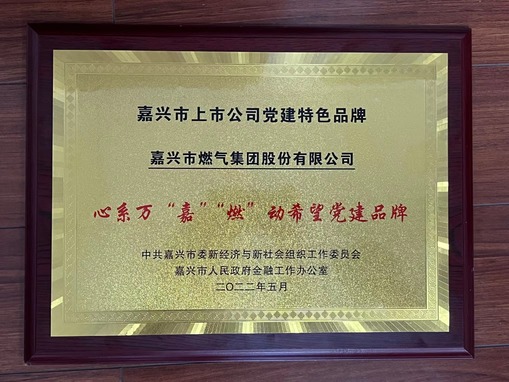 嘉兴市上市公司党建特色品牌
嘉兴市燃气集团股份有限公司
心系万“嘉”“燃”动希望党建品牌
中共嘉兴市委新经济与新社会组织工作委员会
嘉兴市人民政府金融工作办公室
二〇二二年五月